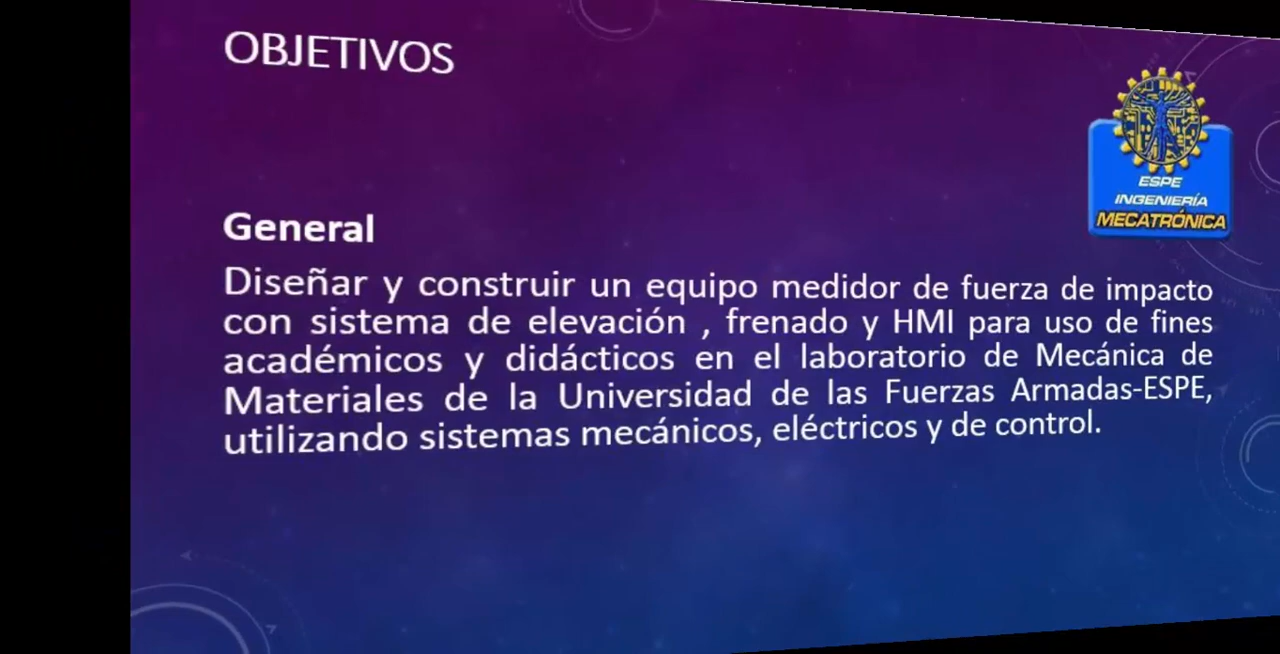 OBJETIVOS
ESPE
INGENIERÍA
MECATRÓNICA
General
Diseñar y construir un equipo medidor de fuerza de impacto
con sistema de elevación , frenado y HMI para uso de fines
académicos y didácticos en el laboratorio de Mecánica de
Materiales de la Universidad de las Fuerzas Armadas-ESPE,
utilizando sistemas mecánicos, eléctricos y de control.